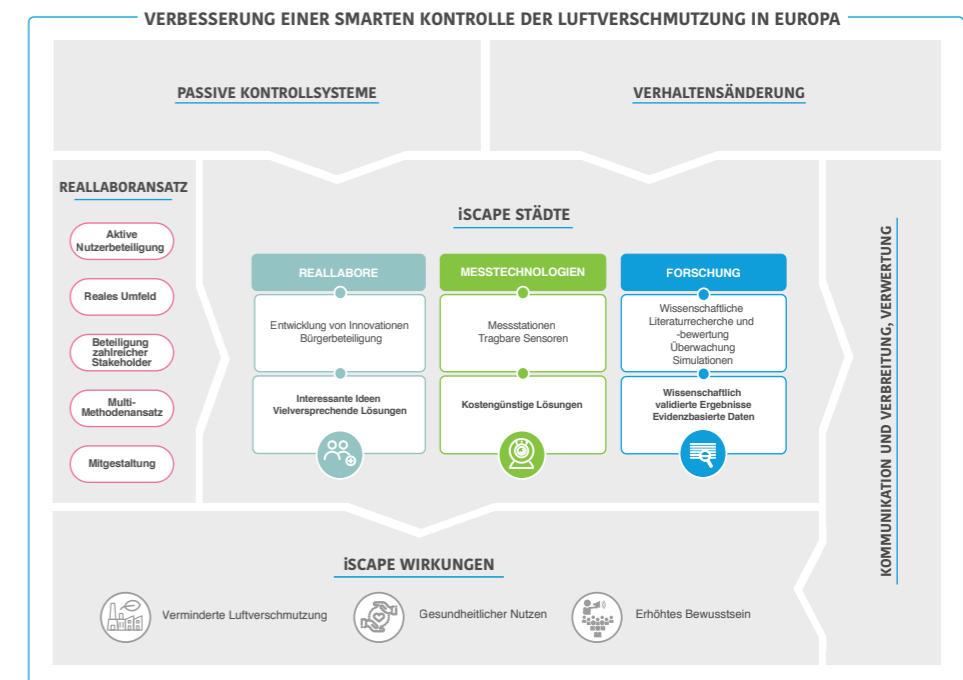 VERBESSERUNG EINER SMARTEN KONTROLLE DER LUFTVERSCHMUTZUNG IN EUROPA
PASSIVE KONTROLLSYSTEME
VERHALTENSÄNDERUNG
REALLABORANSATZ
Aktive
Nutzerbeteiligung
Reales Umfeld
Beteiligung
zahlreicher
Stakeholder
Multi-
Methodenansatz
Mitgestaltung
iSCAPE STÄDTE
REALLABORE
Entwicklung von Innovationen
Bürgerbeteiligung
Interessante Ideen
Vielversprechende Lösungen
MESSTECHNOLOGIEN
Messstationen
Tragbare Sensoren
Kostengünstige Lösungen
FORSCHUNG
Wissenschaftliche
Literaturrecherche und
-bewertung
Überwachung
Simulationen
Wissenschaftlich
validierte Ergebnisse
Evidenzbasierte Daten
KOMMUNIKATION UND VERBREITUNG, VERWERTUNG
iSCAPE WIRKUNGEN
Verminderte Luftverschmutzung
Gesundheitlicher Nutzen
Erhöhtes Bewusstsein